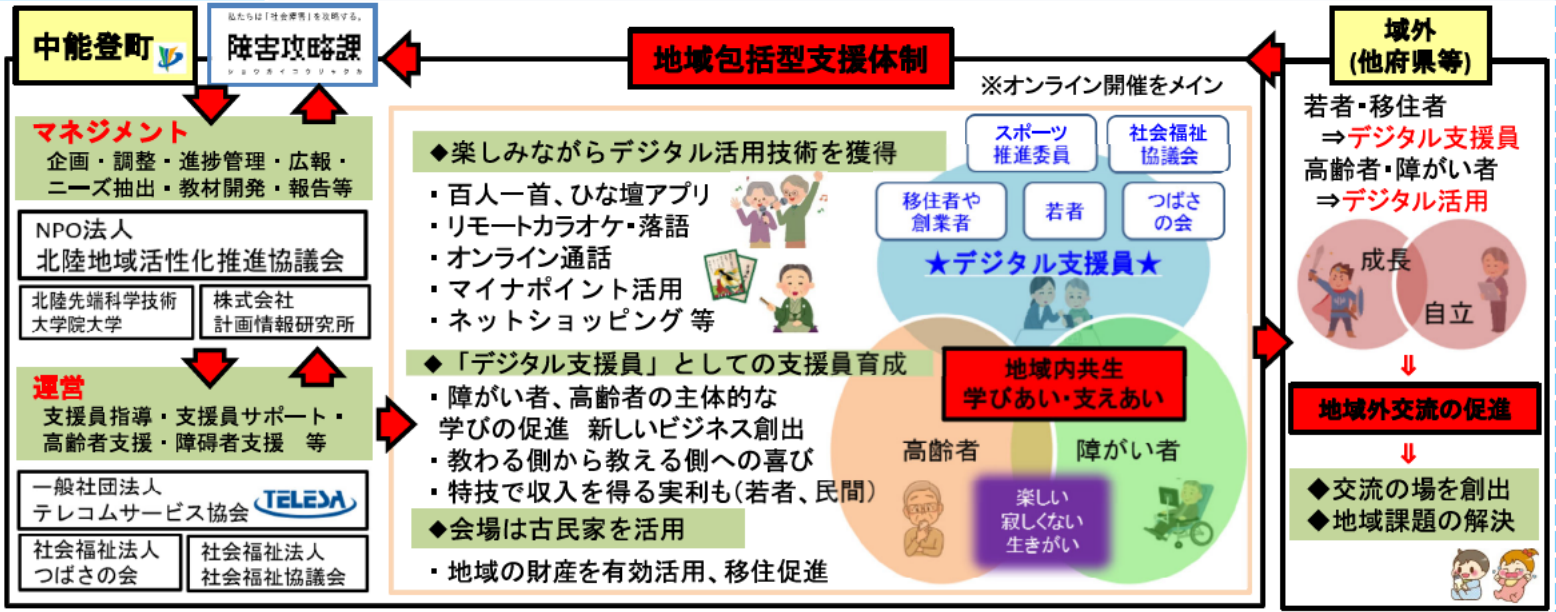 中能登町
私たちは「社会障害」を攻略する。
障害攻略課
ショウガイコウリャクカ
地域包括型支援体制
※オンライン開催をメイン
域外
(他府県等)
マネジメント
企画・調整・進捗管理・広報・
ニーズ抽出・教材開発・報告等
NPO法人
北陸地域活性化推進協議会
北陸先端科学技術
大学院大学
株式会社
計画情報研究所
運営
支援員指導・支援員サポート・
高齢者支援・障碍者支援 等
一般社団法人
テレコムサービス協会
TELESA
社会福祉法人
つばさの会
社会福祉法人
社会福祉協議会
◆楽しみながらデジタル活用技術を獲得
・百人一首、ひな壇アプリ
・リモートカラオケ・落語
・オンライン通話
・マイナポイント活用
・ネットショッピング 等
◆「デジタル支援員」としての支援員育成
・障がい者、高齢者の主体的な
学びの促進 新しいビジネス創出
・教わる側から教える側への喜び
・特技で収入を得る実利も(若者、民間)
◆会場は古民家を活用
・地域の財産を有効活用、移住促進
スポーツ
推進委員
社会福祉
協議会
移住者や
創業者
若者
つばさ
の会
★デジタル支援員★
地域内共生
学びあい・支えあい
高齢者
障がい者
楽しい
寂しくない
生きがい
若者・移住者
⇒デジタル支援員
高齢者・障がい者
⇒デジタル活用
成長
自立
⇓
地域外交流の促進
⇓
◆交流の場を創出
◆地域課題の解決